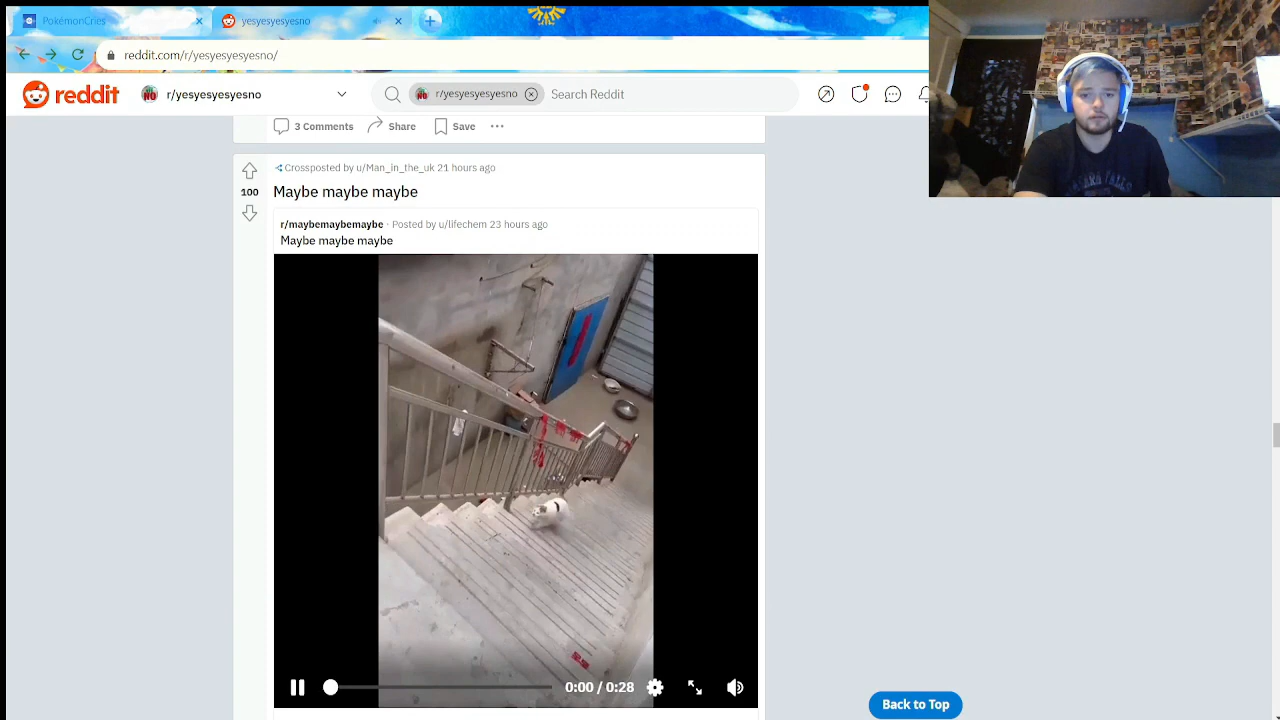 PokémonCries
yesyesyesyesno
reddit.com/r/yesyesyesyesno/
reddit r/yesyesyesyesno r/yesyesyesyesno Search Reddit
3 Comments Share Save
Crossposted by u/Man_in_the_uk 21 hours ago
100
Maybe maybe maybe
r/maybemaybemaybe · Posted by u/lifechem 23 hours ago
Maybe maybe maybe
0:00 / 0:28
Back to Top